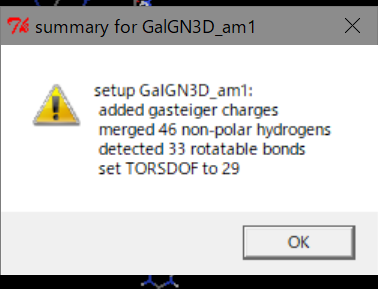 summary for GalGN3D_am1
setup GalGN3D_am1:
added gasteiger charges
merged 46 non-polar hydrogens
detected 33 rotatable bonds
set TORSDOF to 29
OK